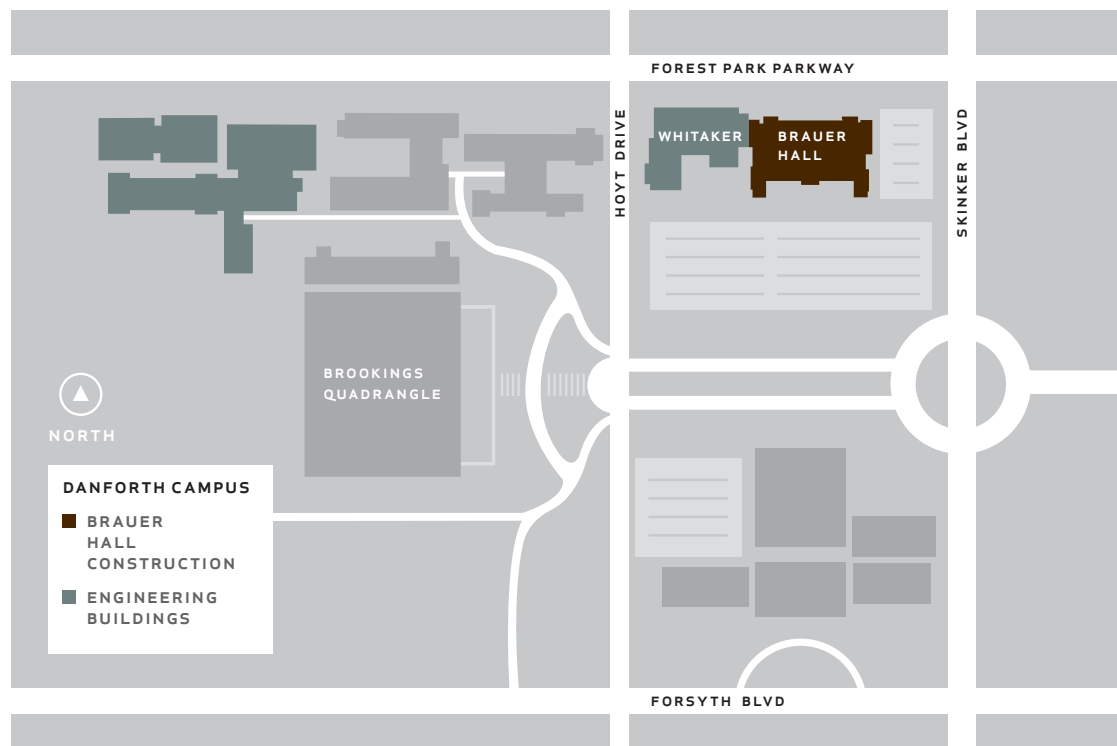 FOREST PARK PARKWAY
HOYT DRIVE
WHITAKER
BRAUER
HALL
SKINKER BLVD
BROOKINGS
QUADRANGLE
NORTH
DANFORTH CAMPUS
BRAUER
HALL
CONSTRUCTION
ENGINEERING
BUILDINGS
FORSYTH BLVD